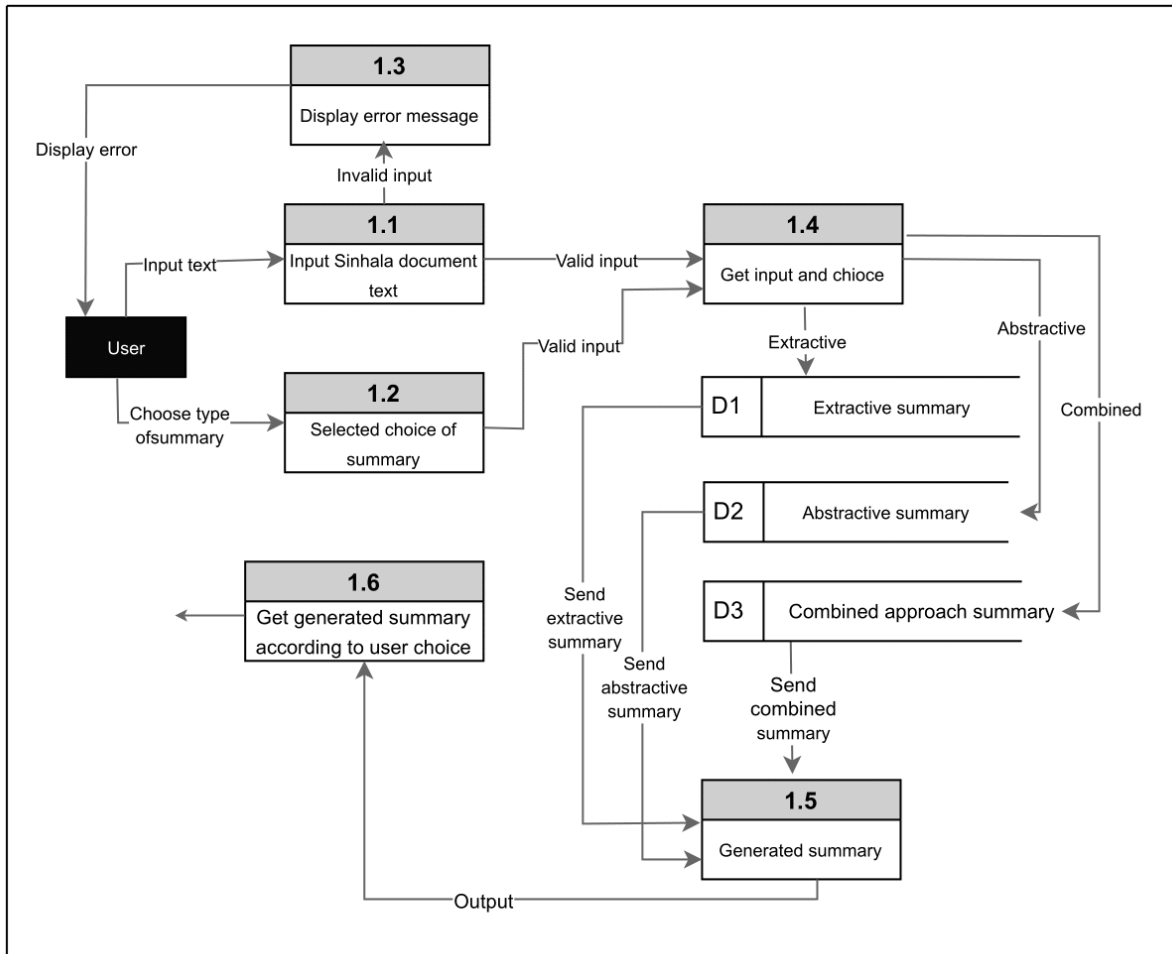 1.3
Display error message
Display error
Invalid input
1.1
Input Sinhala document
text
Input text
Valid input
1.4
Get input and chioce
User
Choose type
ofsummary
1.2
Selected choice of
summary
Valid input
Extractive
Abstractive
Combined
D1
Extractive summary
D2
Abstractive summary
D3
Combined approach summary
Send
extractive
summary
Send
abstractive
summary
Send
combined
summary
1.6
Get generated summary
according to user choice
1.5
Generated summary
Output